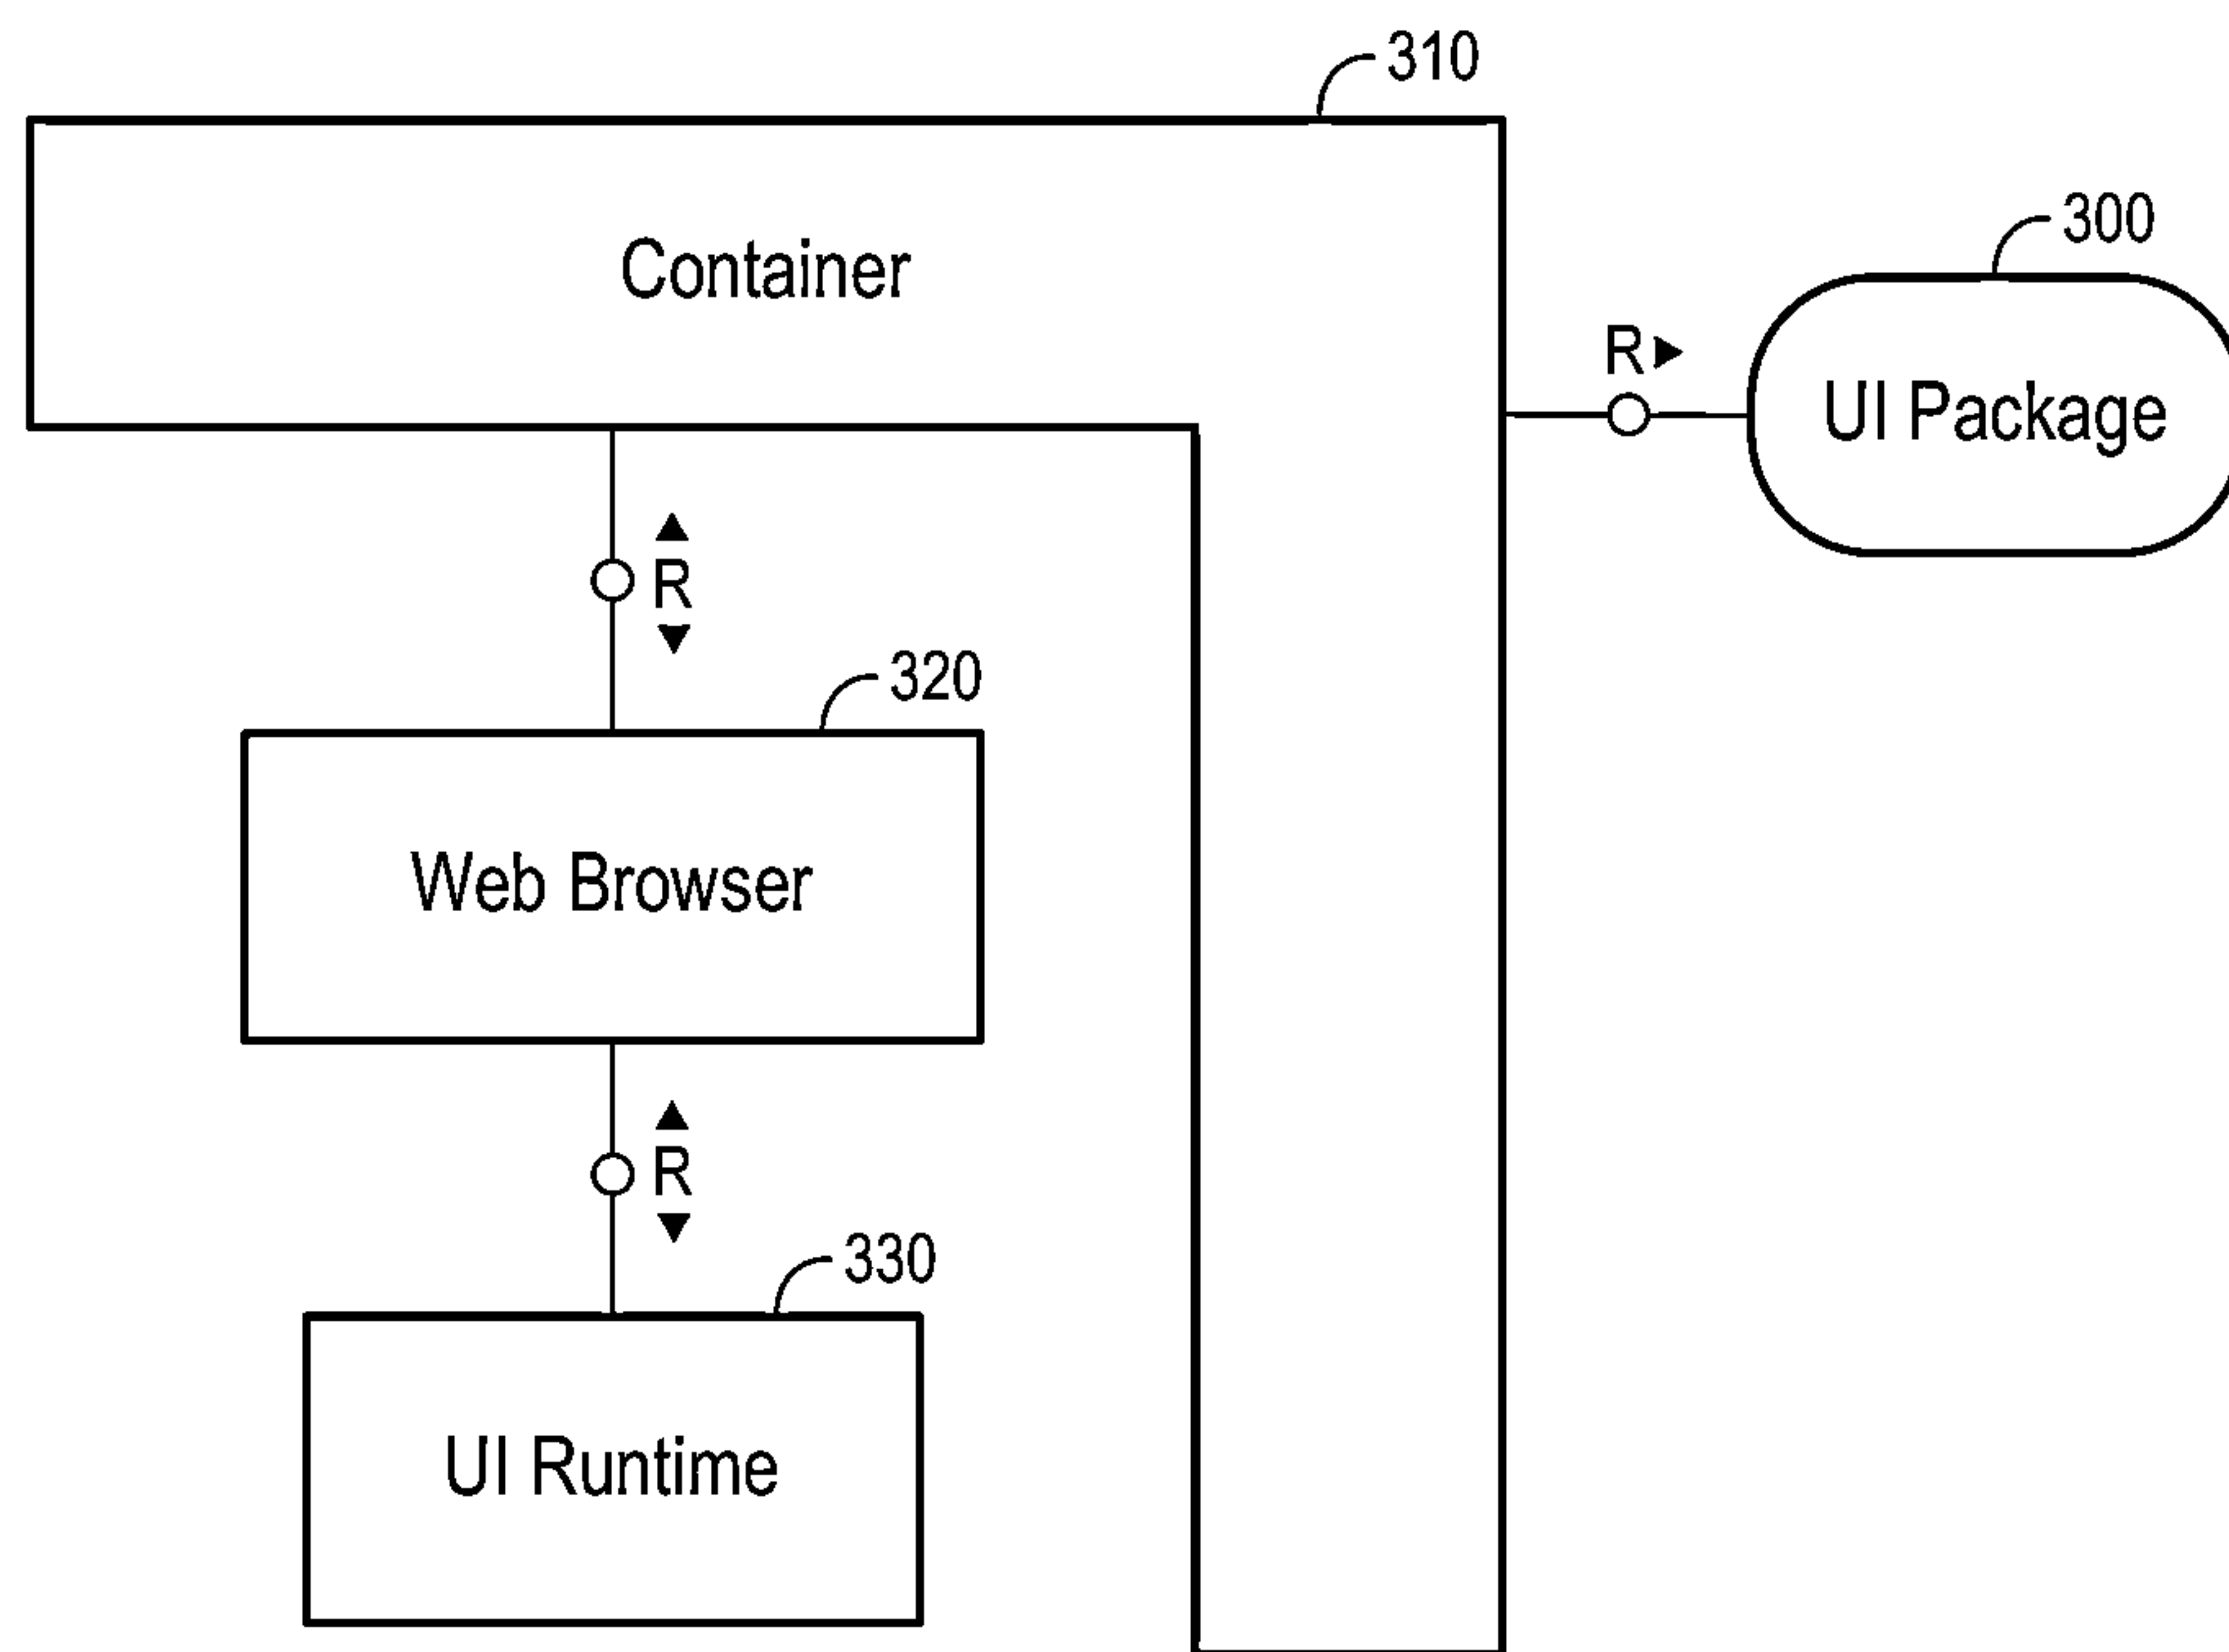 310
Container
300
R►
UI Package
▲
R
▼
320
Web Browser
▲
R
▼
330
UI Runtime